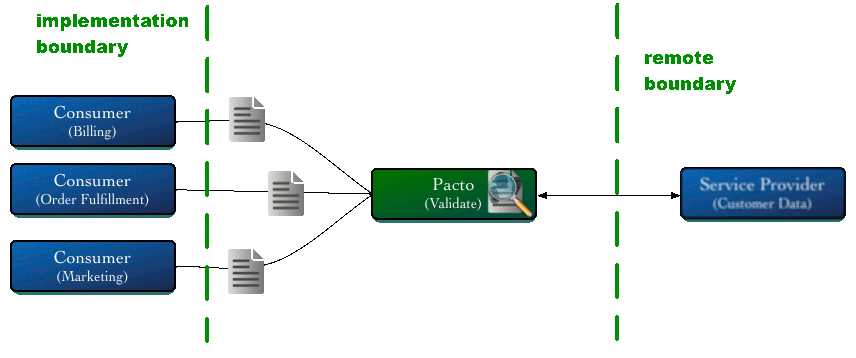 implementation
boundary
remote
boundary
Consumer
(Billing)
Consumer
(Order Fulfillment)
Consumer
(Marketing)
Pacto
(Validate)
Service Provider
(Customer Data)